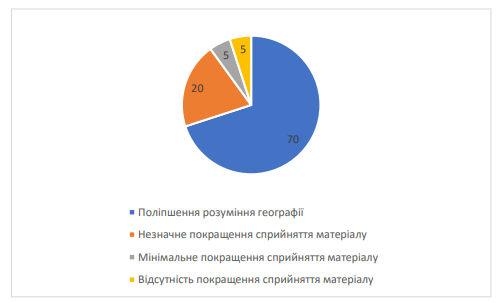 5
5
20
70
Поліпшення розуміння географії
Незначне покращення сприйняття матеріалу
Мінімальне покращення сприйняття матеріалу
Відсутність покращення сприйняття матеріалу